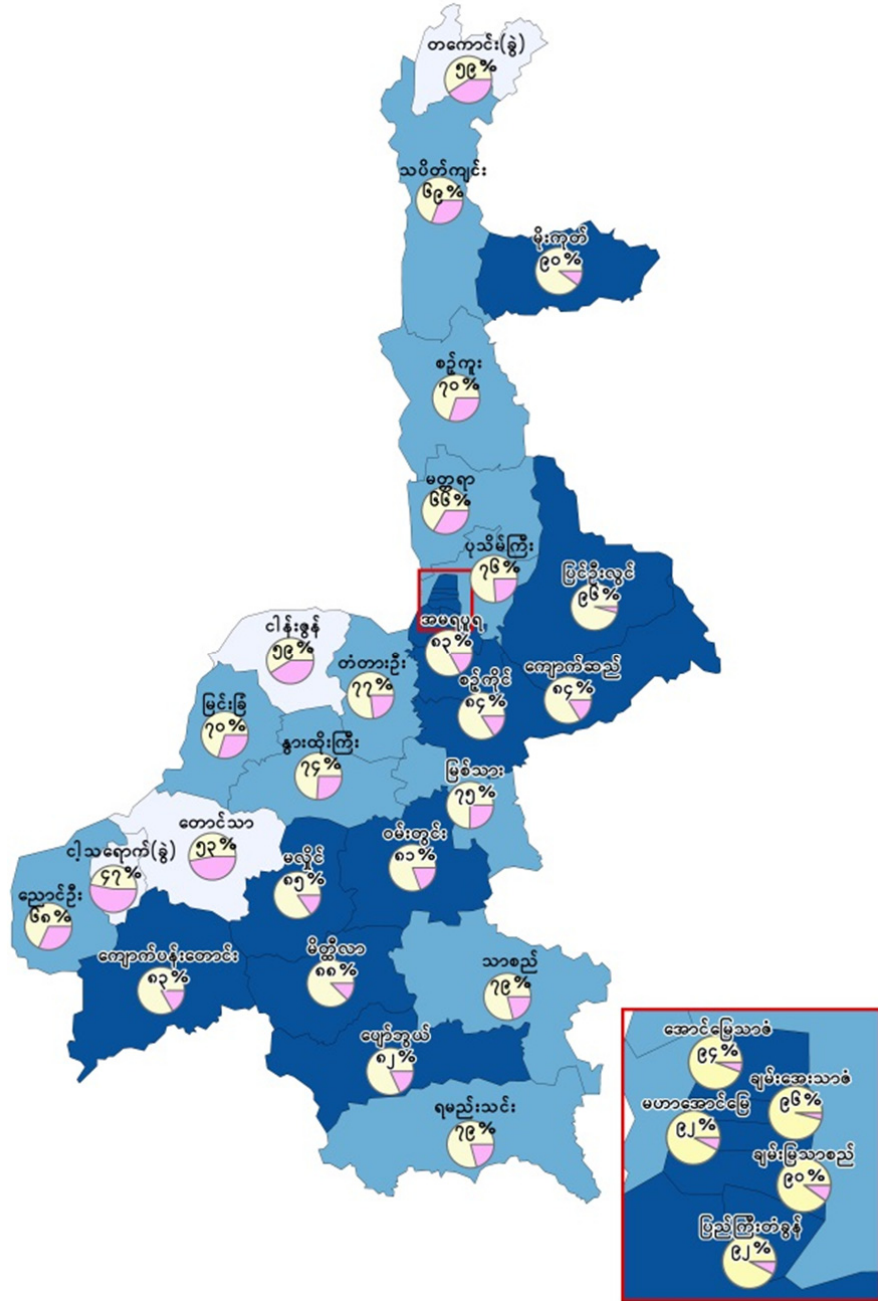 တကောင်း(ခွဲ)
၅၉%
သပိတ်ကျင်း
၆၉%
မိုးကုတ်
၉၀%
စဉ့်ကူး
၇၀%
မတ္တရာ
၆၆%
ပုသိမ်ကြီး
၇၆%
ပြင်ဦးလွင်
၉၆%
အမရပူရ
၈၃%
ငါန်းဇွန်
၅၉%
တံတားဦး
၇၇%
စဉ့်ကိုင်
၈၄%
ကျောက်ဆည်
၈၄%
မြင်းခြံ
၇၀%
နွားထိုးကြီး
၇၄%
မြစ်သား
၇၅%
တောင်သာ
၅၃%
ဝမ်းတွင်း
၈၁%
ငါ့သရောက်(ခွဲ)
၄၇%
မလှိုင်
၈၅%
ညောင်ဦး
၆၈%
ကျောက်ပန်းတောင်း
၈၃%
မိတ္ထီလာ
၈၈%
သာစည်
၇၉%
ပျော်ဘွယ်
၈၂%
ရမည်းသင်း
၇၉%
အောင်မြေသာဇံ
၉၄%
ချမ်းအေးသာဇံ
၉၆%
မဟာအောင်မြေ
၉၂%
ချမ်းမြသာစည်
၉၀%
ပြည်ကြီးတံခွန်
၉၂%